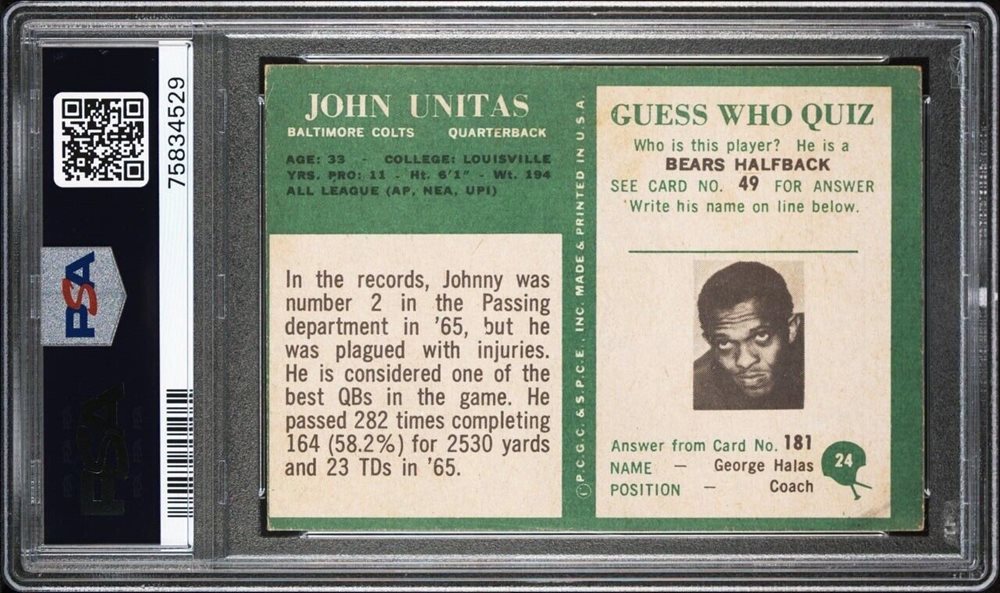 75834529
PSA
JOHN UNITAS
BALTIMORE COLTS QUARTERBACK
AGE: 33 - COLLEGE: LOUISVILLE
YRS. PRO: 11 - Ht. 6'1" - Wt. 194
ALL LEAGUE (AP, NEA, UPI)
In the records, Johnny was
number 2 in the Passing
department in '65, but he
was plagued with injuries.
He is considered one of the
best QBs in the game. He
passed 282 times completing
164 (58.2%) for 2530 yards
and 23 TDs in '65.
©P.C.G.C. & S.P.C.E., INC. MADE & PRINTED IN U.S.A.
GUESS WHO QUIZ
Who is this player? He is a
BEARS HALFBACK
SEE CARD NO. 49 FOR ANSWER
Write his name on line below.
Answer from Card No. 181
NAME — George Halas
POSITION — Coach
24
PSA